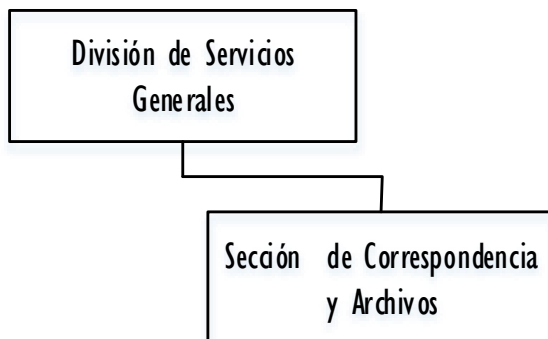 División de Servicios
Generales
Sección de Correspondencia
y Archivos